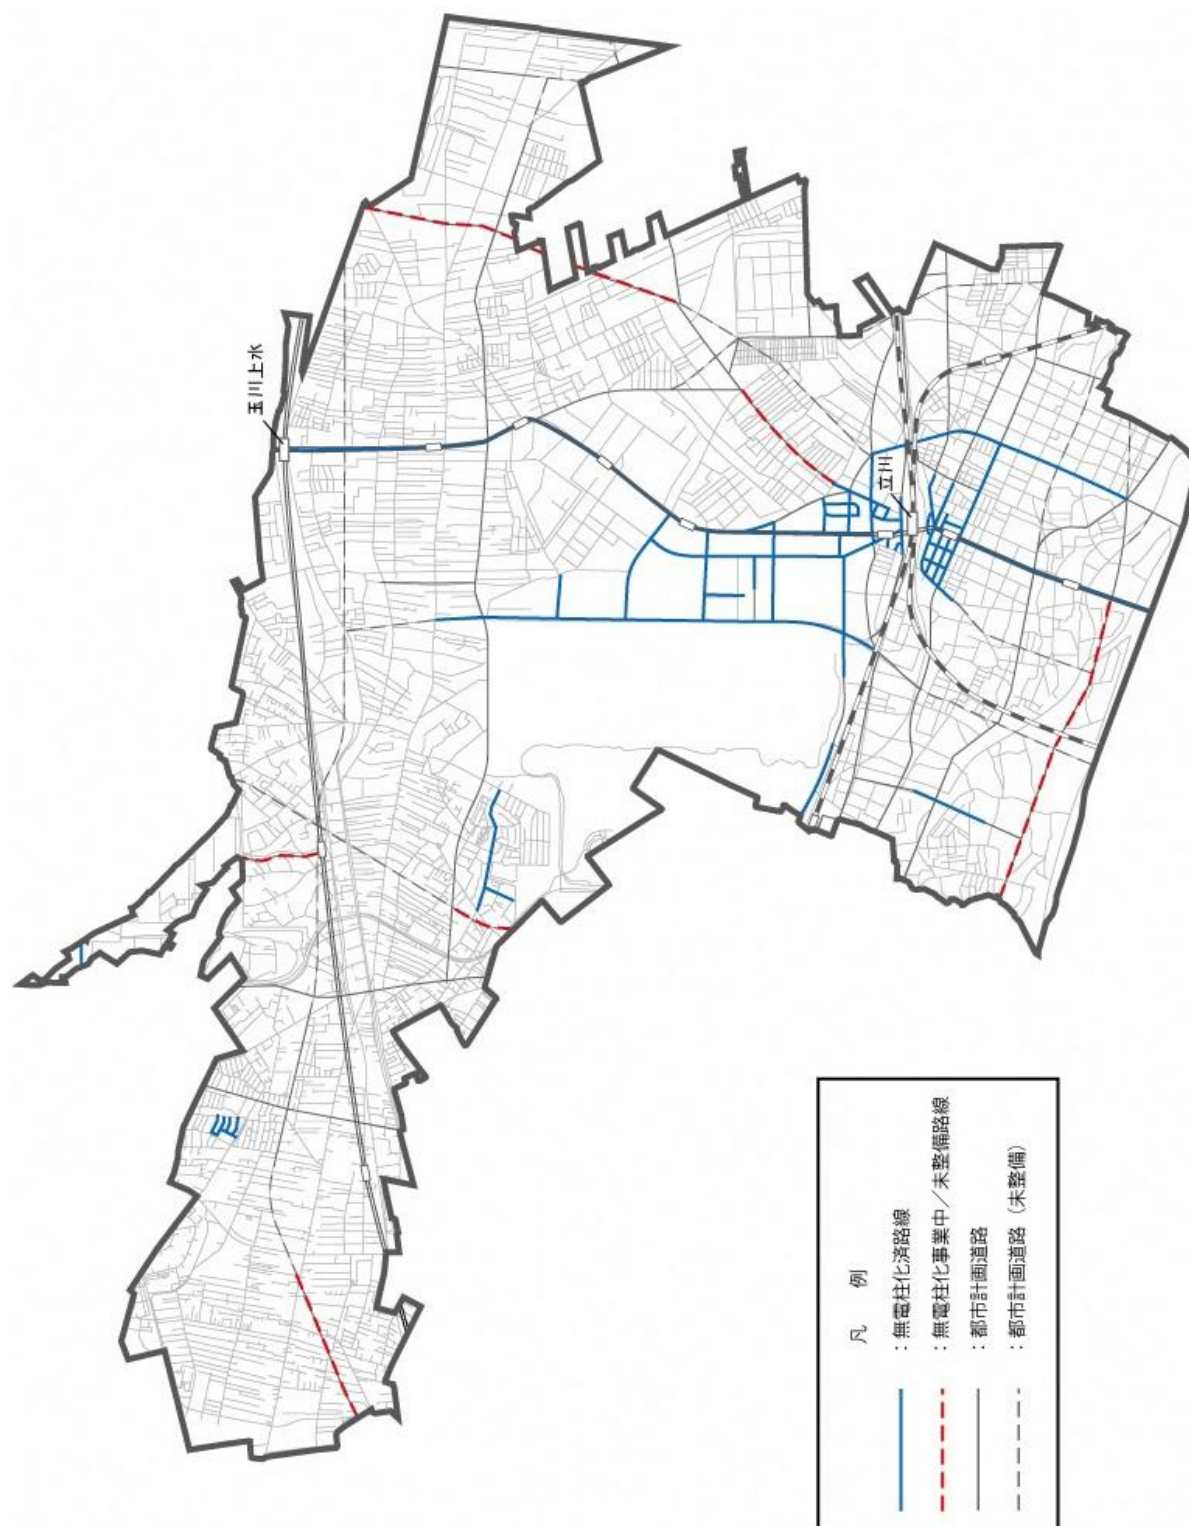 玉川上水
立川
凡　例
：無電柱化済路線
：無電柱化事業中／未整備路線
：都市計画道路
：都市計画道路（未整備）